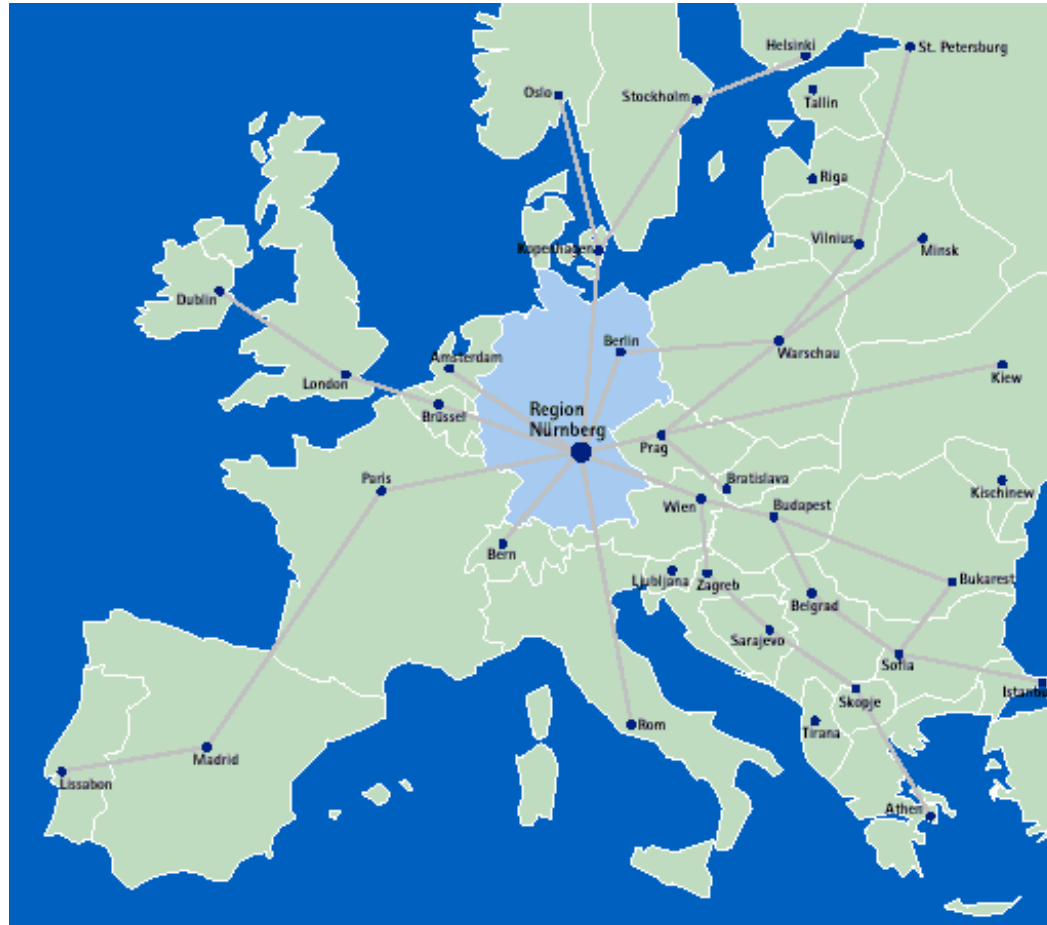 Helsinki
St. Petersburg
Oslo
Stockholm
Tallin
Riga
Kopenhagen
Vilnius
Minsk
Dublin
Berlin
Warschau
Amsterdam
London
Kiew
Brüssel
Region
Nürnberg
Prag
Paris
Bratislava
Kischinew
Wien
Budapest
Bern
Ljubljana
Zagreb
Bukarest
Belgrad
Sarajevo
Sofia
Skopje
Istanbu
Rom
Tirana
Madrid
Lissabon
Athen